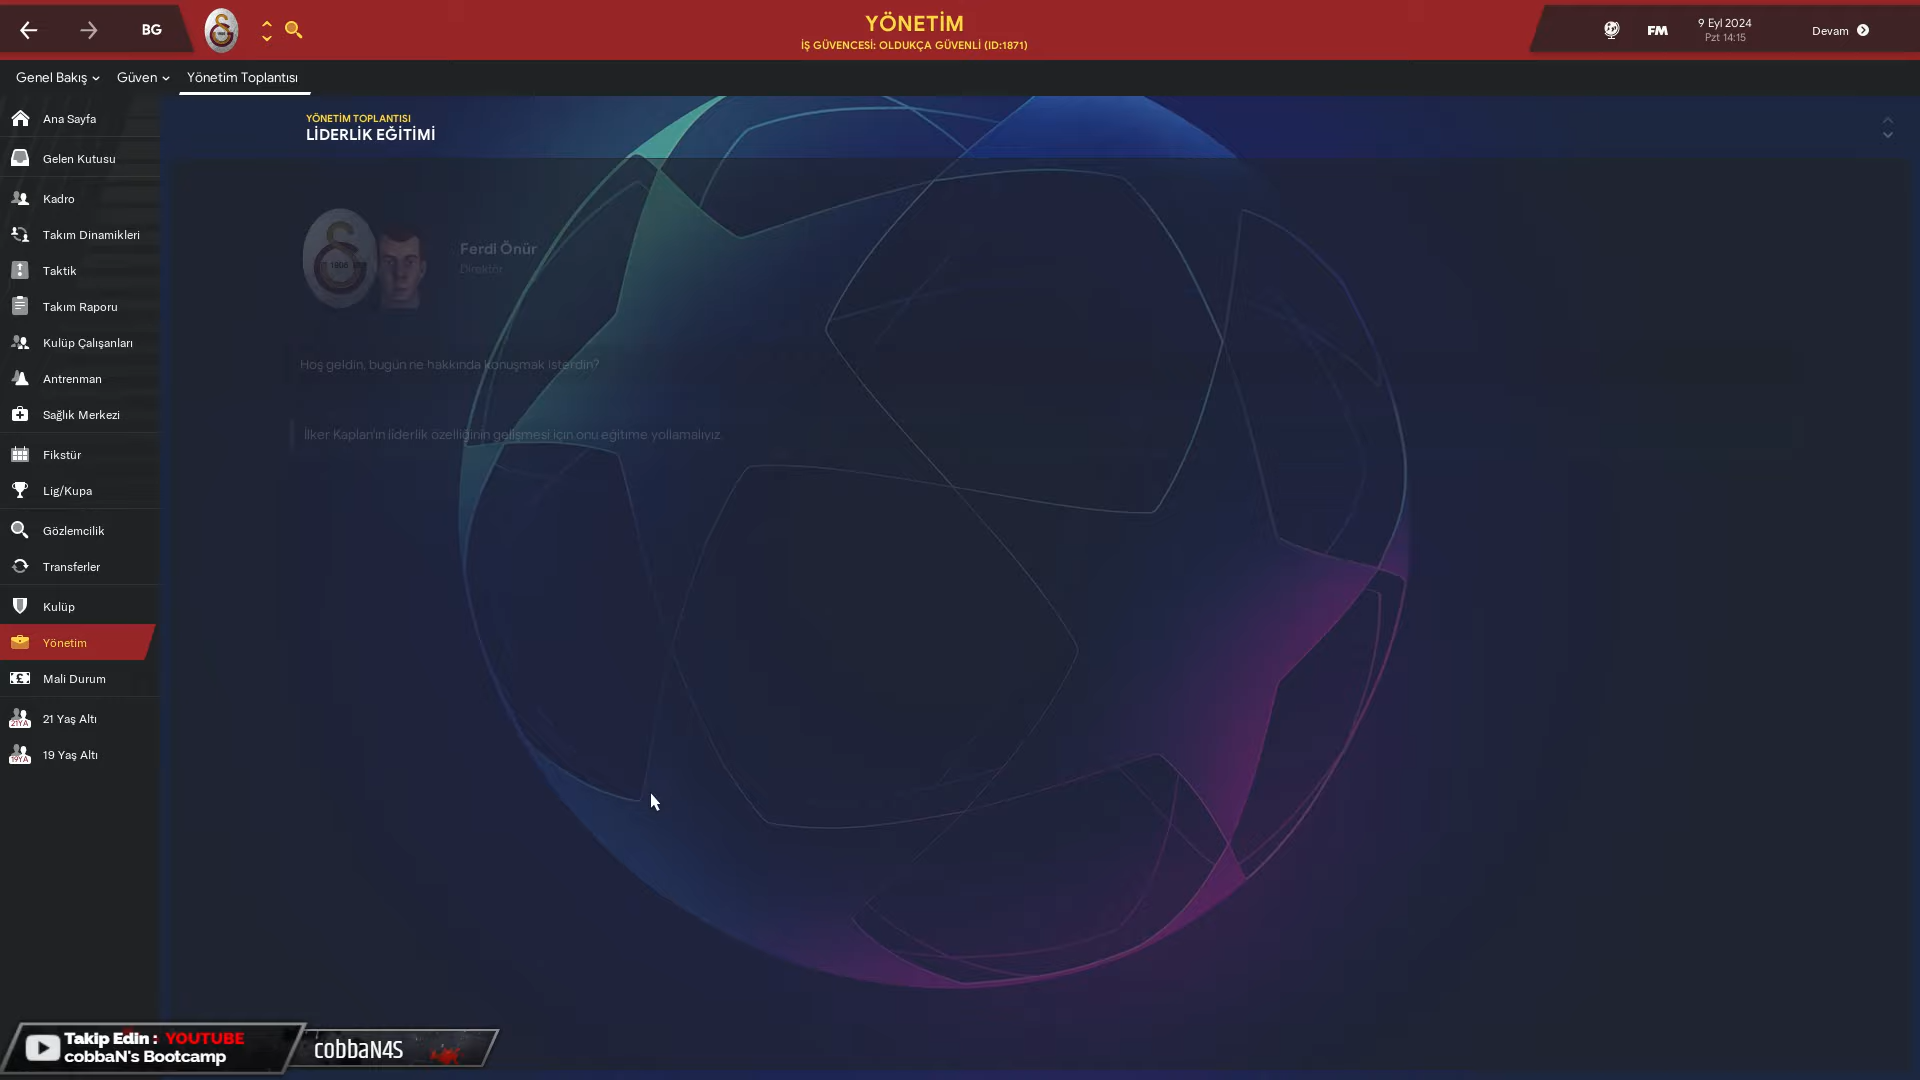 BG
YÖNETİM
İŞ GÜVENCESİ: OLDUKÇA GÜVENLİ (ID:1871)
FM
9 Eyl 2024
Pzt 14:15
Devam
Genel Bakış
Güven
Yönetim Toplantısı
YÖNETİM TOPLANTISI
LİDERLİK EĞİTİMİ
Ana Sayfa
Gelen Kutusu
Kadro
Takım Dinamikleri
Taktik
Takım Raporu
Kulüp Çalışanları
Antrenman
Sağlık Merkezi
Fikstür
Lig/Kupa
Gözlemcilik
Transferler
Kulüp
Yönetim
Mali Durum
21YA
21 Yaş Altı
19YA
19 Yaş Altı
Ferdi Önür
Direktör
Hoş geldin, bugün ne hakkında konuşmak isterdin?
İlker Kaplan'ın liderlik özelliğinin gelişmesi için onu eğitime yollamalıyız.
Takip Edin : YOUTUBE
cobbaN's Bootcamp
cobbaN4S